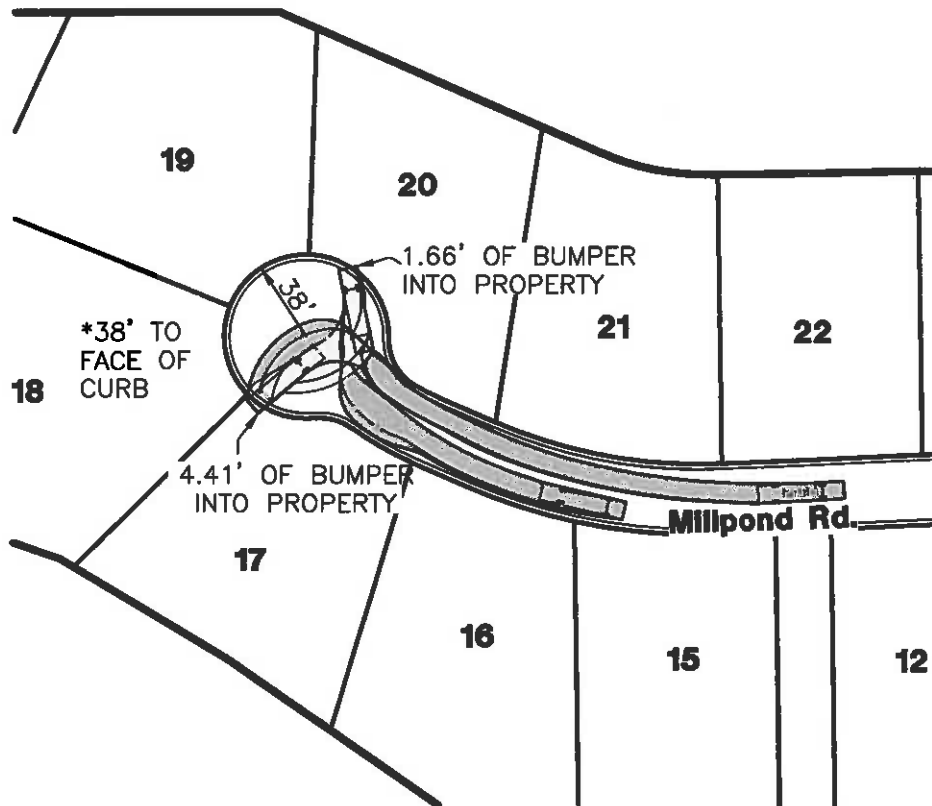 19
20
1.66' OF BUMPER
INTO PROPERTY
38'
*38' TO
FACE OF
CURB
21
22
18
4.41' OF BUMPER
INTO PROPERTY
Millpond Rd.
17
16
15
12